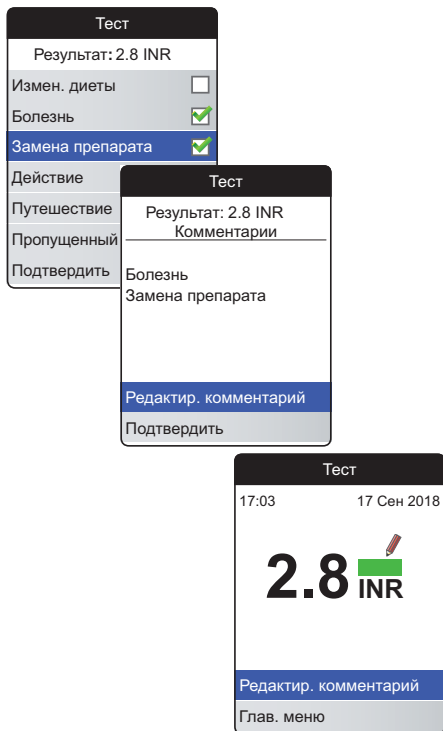 Тест
Результат: 2.8 INR
Измен. диеты
Болезнь
Замена препарата
Действие
Путешествие
Пропущенный
Подтвердить
Тест
Результат: 2.8 INR
Комментарии
Болезнь
Замена препарата
Редактир. комментарий
Подтвердить
Тест
17:03 17 Сен 2018
2.8 INR
Редактир. комментарий
Глав. меню